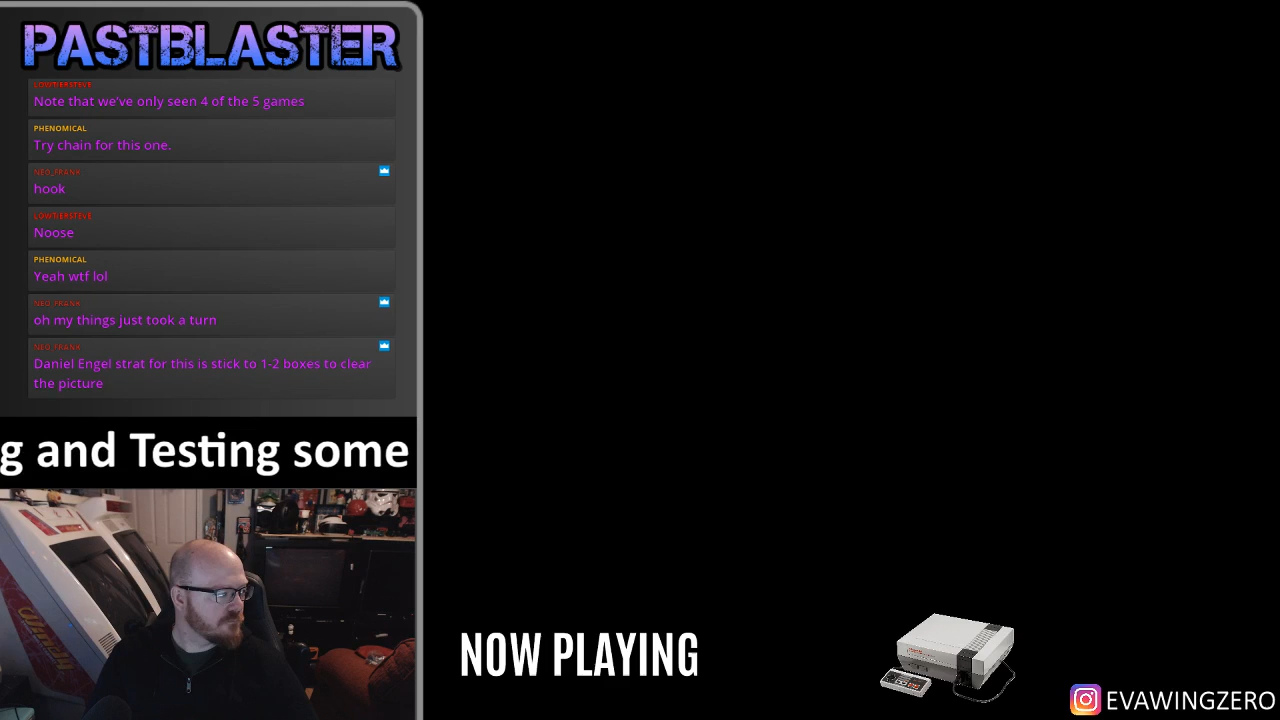 PASTBLASTER
LOWTIERSTEVE
Note that we've only seen 4 of the 5 games
PHENOMICAL
Try chain for this one.
NEO_FRANK
hook
LOWTIERSTEVE
Noose
PHENOMICAL
Yeah wtf lol
NEO_FRANK
oh my things just took a turn
NEO_FRANK
Daniel Engel strat for this is stick to 1-2 boxes to clear
the picture
g and Testing some
NOW PLAYING
EVAWINGZERO